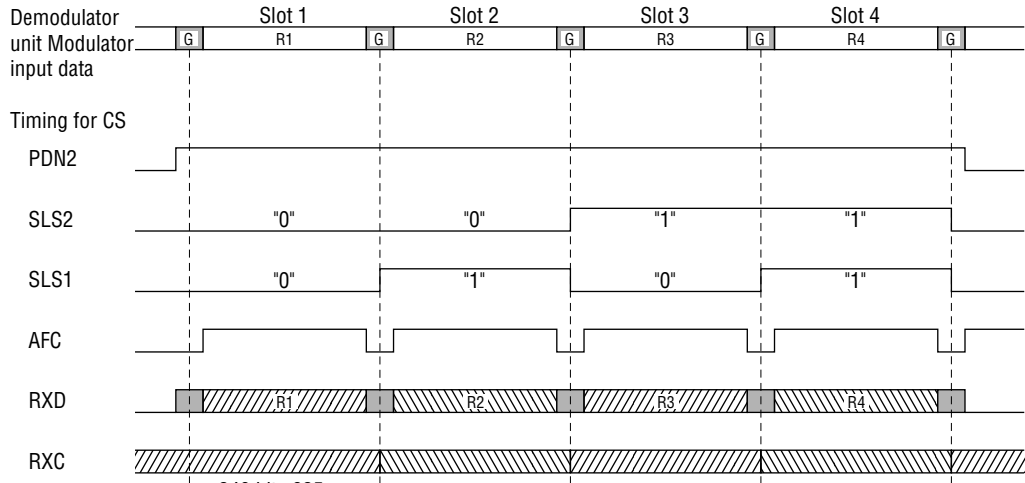 Demodulator
unit Modulator
input data
Slot 1 Slot 2 Slot 3 Slot 4
G R1 G R2 G R3 G R4 G
Timing for CS
PDN2
SLS2 "0" "0" "1" "1"
SLS1 "0" "1" "0" "1"
AFC
RXD R1 R2 R3 R4
RXC